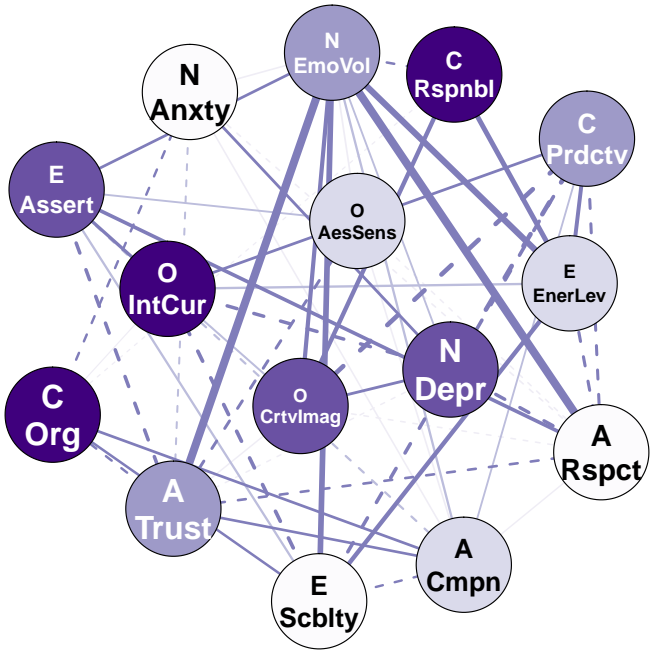 N
EmoVol
C
Rspnbl
N
Anxty
C
Prdctv
E
Assert
O
AesSens
O
IntCur
E
EnerLev
N
Depr
O
CrtvImag
C
Org
A
Rspct
A
Trust
A
Cmpn
E
Scblty